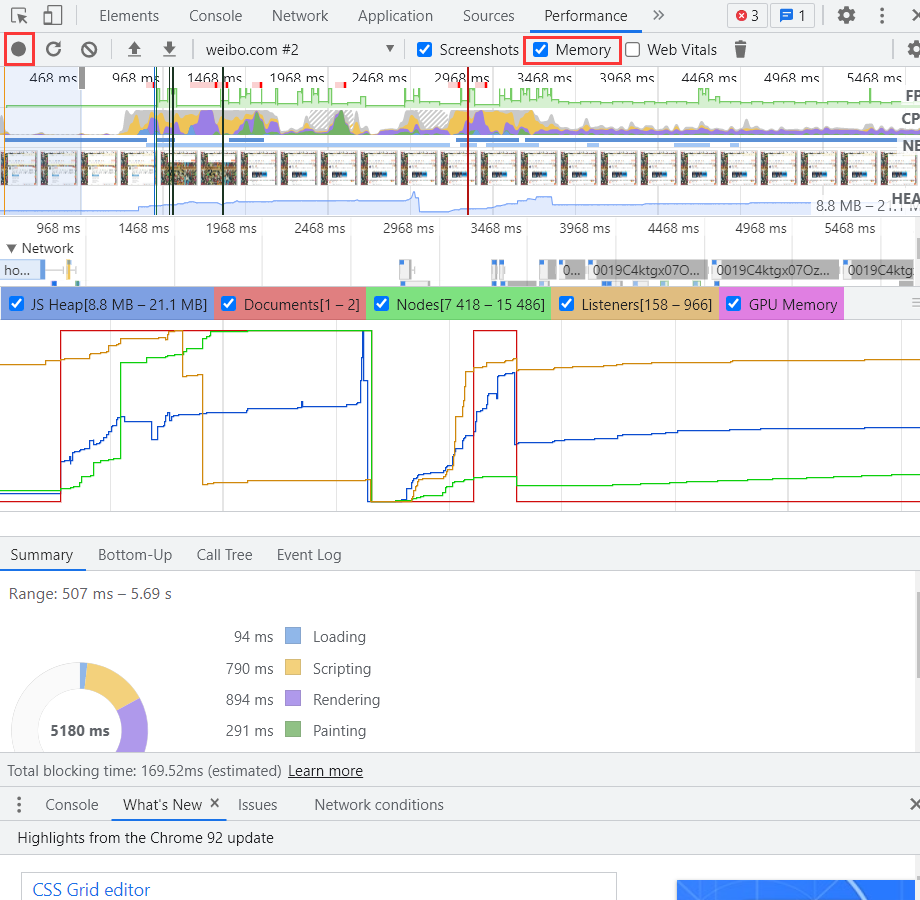 Elements Console Network Application Sources Performance » 3 1
weibo.com #2 Screenshots Memory Web Vitals
468 ms 968 ms 1468 ms 1968 ms 2468 ms 2968 ms 3468 ms 3968 ms 4468 ms 4968 ms 5468 ms
FP
CP
NE
HEA
8.8 MB – 2
968 ms 1468 ms 1968 ms 2468 ms 2968 ms 3468 ms 3968 ms 4468 ms 4968 ms 5468 ms
Network
ho... 0... 0019C4ktgx07O... 0019C4ktgx07Oz... 0019C4ktg
JS Heap[8.8 MB – 21.1 MB] Documents[1 – 2] Nodes[7 418 – 15 486] Listeners[158 – 966] GPU Memory
Summary Bottom-Up Call Tree Event Log
Range: 507 ms – 5.69 s
94 ms Loading
790 ms Scripting
894 ms Rendering
5180 ms
291 ms Painting
Total blocking time: 169.52ms (estimated) Learn more
Console What's New × Issues Network conditions ×
Highlights from the Chrome 92 update
CSS Grid editor